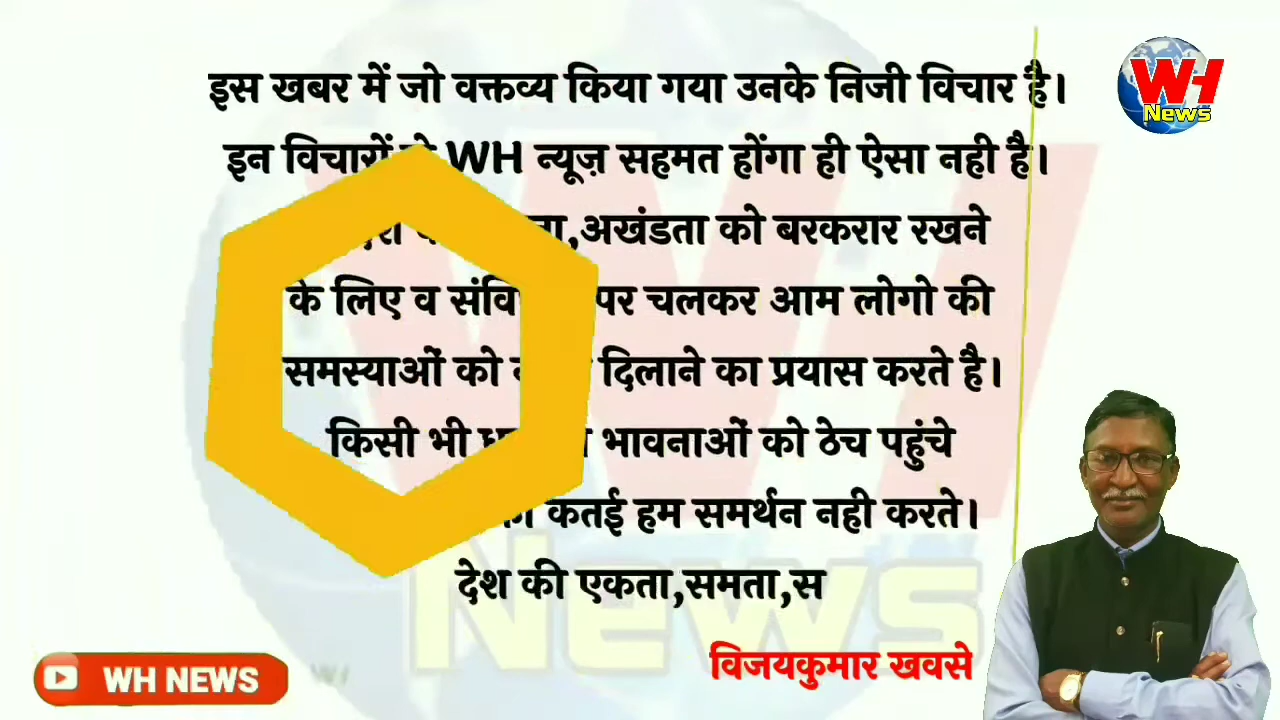 इस खबर में जो वक्तव्य किया गया उनके निजी विचार है।
इन विचारों WH न्यूज़ सहमत होंगा ही ऐसा नही है।
अखंडता को बरकरार रखने
के लिए व पर चलकर आम लोगो की
समस्याओं को दिलाने का प्रयास करते है।
किसी भी भावनाओं को ठेच पहुंचे
कतई हम समर्थन नही करते।
देश की एकता,समता,स
विजयकुमार खवसे
WH
News
WH NEWS